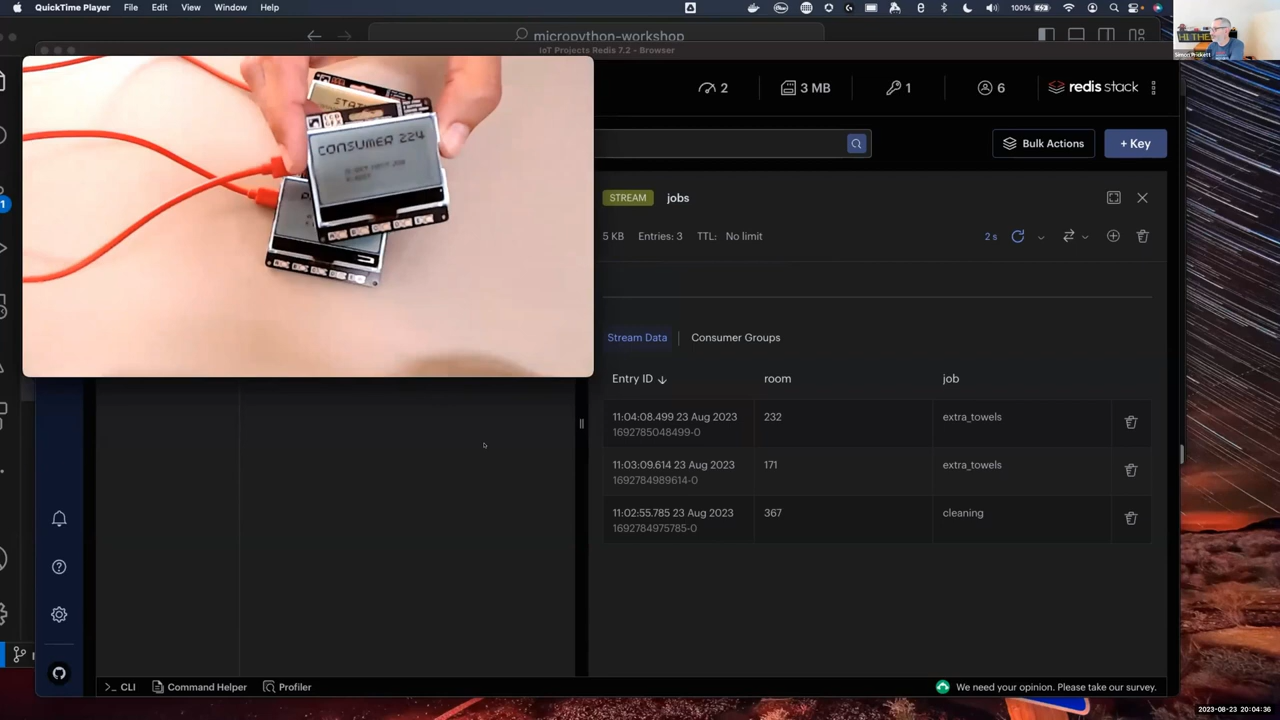 QuickTime Player File Edit View Window Help
100%
micropython-workshop
IoT Projects Redis 7.2 - Browser
Simon Prickett
2
3 MB
1
6
redis stack
Bulk Actions
+ Key
CONSUMER 224
STREAM jobs
5 KB Entries: 3 TTL: No limit
2 s
Stream Data
Consumer Groups
Entry ID room job
11:04:08.499 23 Aug 2023 232 extra_towels
1692785048499-0
11:03:09.614 23 Aug 2023 171 extra_towels
1692784989614-0
11:02:55.785 23 Aug 2023 367 cleaning
1692784975785-0
1
>_ CLI
Command Helper
Profiler
We need your opinion. Please take our survey.
2023-08-23 20:04:36